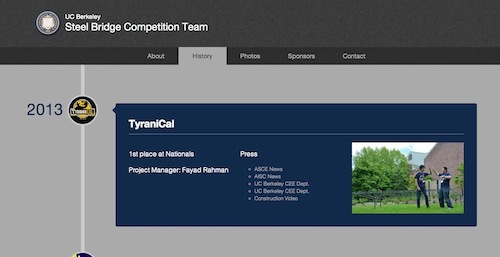 UC Berkeley
Steel Bridge Competition Team
About History Photos Sponsors Contact
2013
TyraniCal
TyraniCal
1st place at Nationals
Project Manager: Fayad Rahman
Press
ASCE News
AISC News
UC Berkeley CEE Dept.
UC Berkeley CEE Dept.
Construction Video